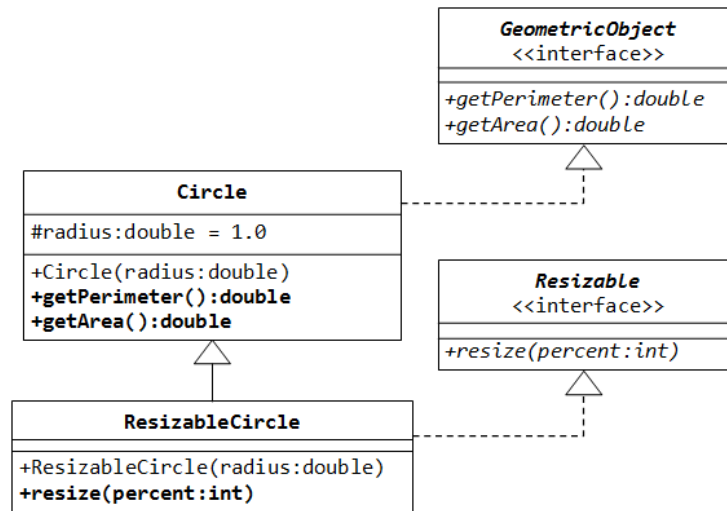 GeometricObject
<<interface>>
+getPerimeter():double
+getArea():double
Circle
#radius:double = 1.0
+Circle(radius:double)
+getPerimeter():double
+getArea():double
Resizable
<<interface>>
+resize(percent:int)
ResizableCircle
+ResizableCircle(radius:double)
+resize(percent:int)